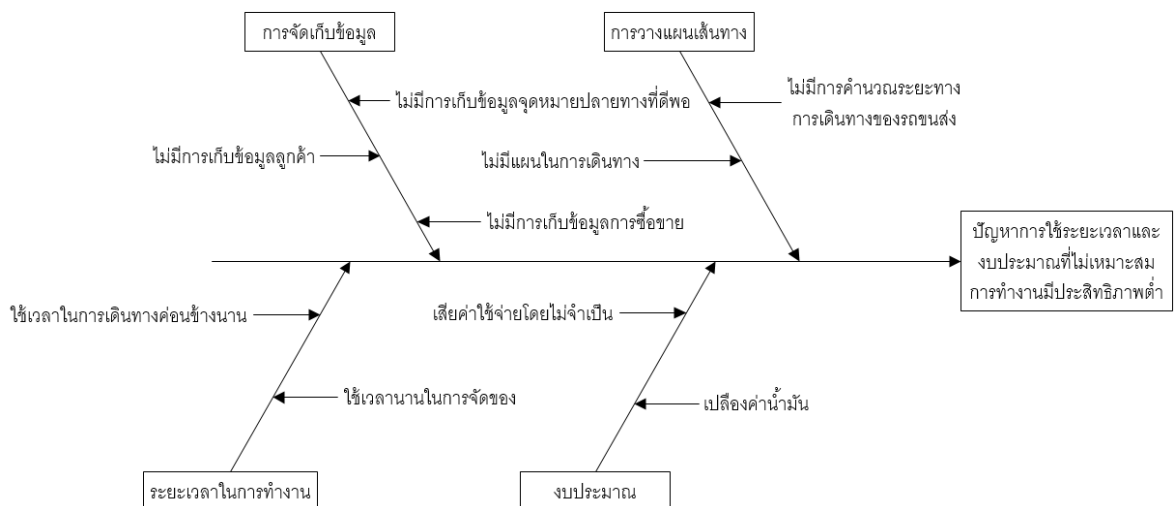 การจัดเก็บข้อมูล
การวางแผนเส้นทาง
ไม่มีการเก็บข้อมูลจุดหมายปลายทางที่ดีพอ
ไม่มีการคำนวณระยะทาง
การเดินทางของรถขนส่ง
ไม่มีการเก็บข้อมูลลูกค้า
ไม่มีแผนในการเดินทาง
ไม่มีการเก็บข้อมูลการซื้อขาย
ปัญหาการใช้ระยะเวลาและ
งบประมาณที่ไม่เหมาะสม
การทำงานมีประสิทธิภาพต่ำ
ใช้เวลาในการเดินทางค่อนข้างนาน
เสียค่าใช้จ่ายโดยไม่จำเป็น
ใช้เวลานานในการจัดของ
เปลืองค่าน้ำมัน
ระยะเวลาในการทำงาน
งบประมาณ